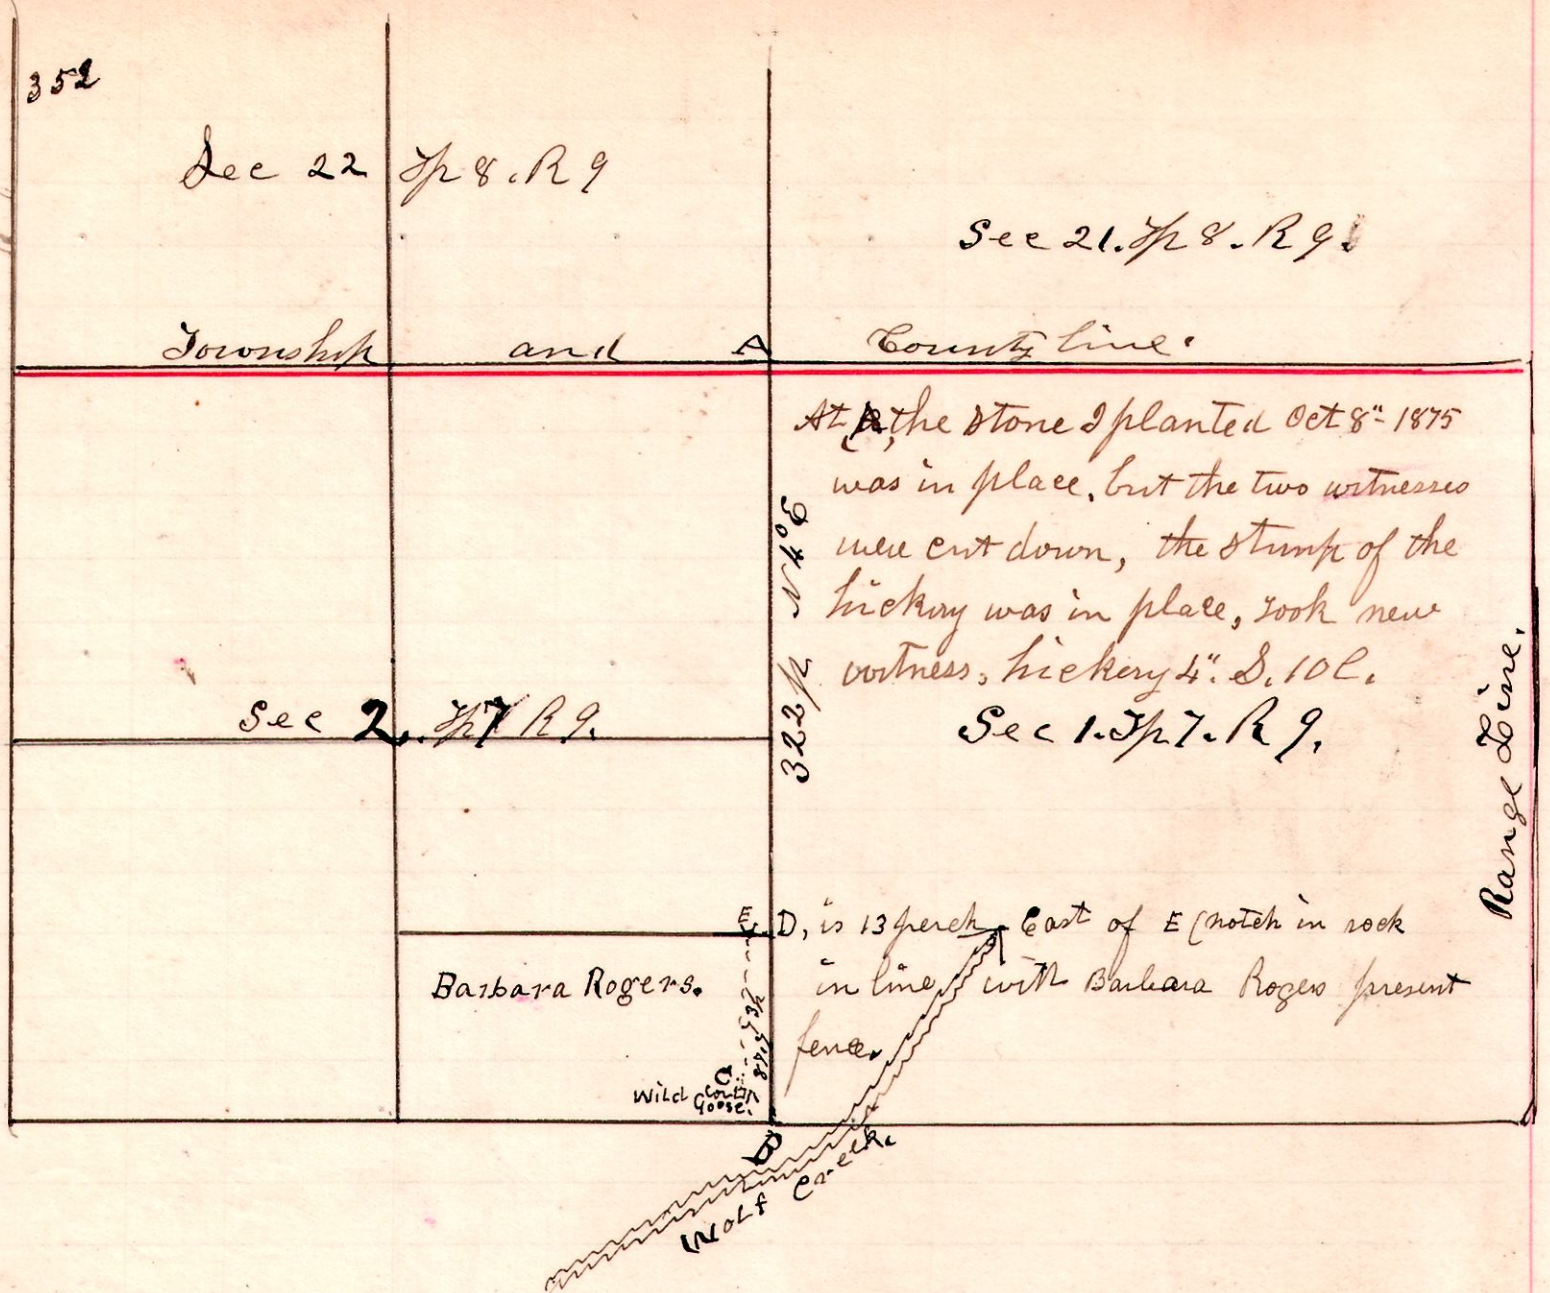 352
Sec 22 Tp 8. R 9
Sec 21. Tp 8. R 9.
Township and A County line.
At A, the stone I planted Oct 8" 1875
was in place, but the two witnesses
were cut down, the stump of the
hickory was in place, took new
witness, hickory 4". S. 10 l.
322 p N 4° E
Sec 2. Tp 7 R 9.
Sec 1. Tp 7. R 9.
Range Line.
E. D, is 13 perch East of E (notch in rock
in line with Barbara Rogers present
fence.
Barbara Rogers.
C
Wild
Goose.
B
Wolf Creek.